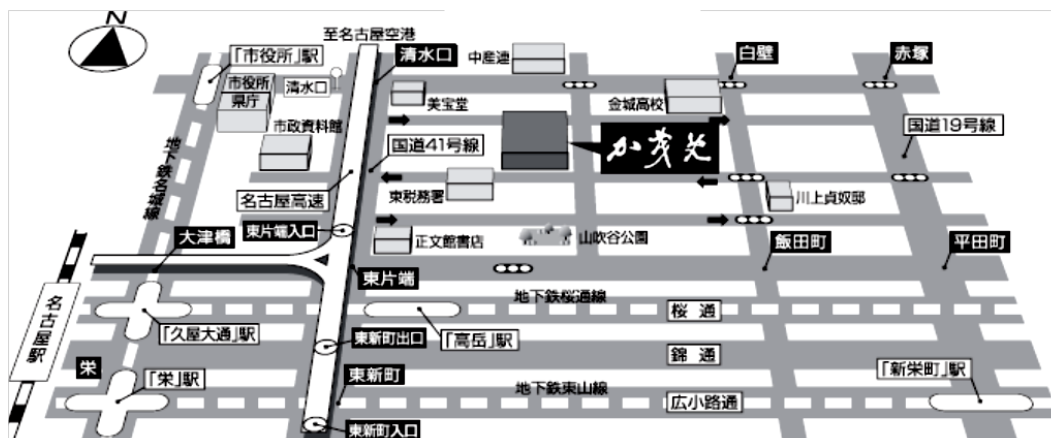 N
至名古屋空港
「市役所」駅
清水口
中産連
白壁
赤塚
市役所
県庁
清水口
美宝堂
金城高校
市政資料館
国道41号線
加茂免
国道19号線
地下鉄名城線
名古屋高速
東税務署
川上貞奴邸
大津橋
東片端入口
正文館書店
山吹谷公園
飯田町
平田町
東片端
名古屋駅
地下鉄桜通線
桜通
「久屋大通」駅
東新町出口
「高岳」駅
錦通
栄
「栄」駅
東新町
地下鉄東山線
「新栄町」駅
広小路通
東新町入口